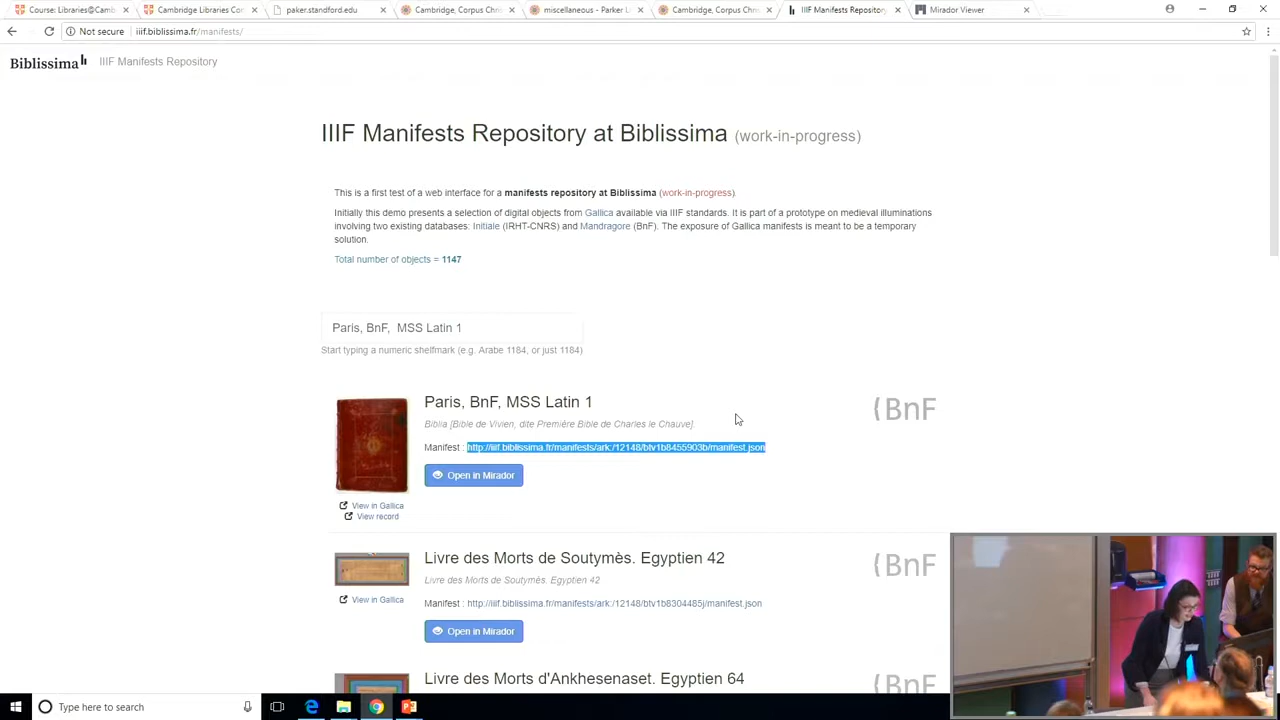 Course: Libraries@Camb
Cambridge Libraries Con
paker.standford.edu
Cambridge, Corpus Chri
miscellaneous - Parker L
Cambridge, Corpus Chri
IIIF Manifests Repository
Mirador Viewer
Not secure | iiif.biblissima.fr/manifests/
Biblissima IIIF Manifests Repository
IIIF Manifests Repository at Biblissima (work-in-progress)
This is a first test of a web interface for a manifests repository at Biblissima (work-in-progress).
Initially this demo presents a selection of digital objects from Gallica available via IIIF standards. It is part of a prototype on medieval illuminations
involving two existing databases: Initiale (IRHT-CNRS) and Mandragore (BnF). The exposure of Gallica manifests is meant to be a temporary
solution.
Total number of objects = 1147
Paris, BnF, MSS Latin 1
Start typing a numeric shelfmark (e.g. Arabe 1184, or just 1184)
Paris, BnF, MSS Latin 1
Biblia [Bible de Vivien, dite Première Bible de Charles le Chauve].
Manifest : http://iiif.biblissima.fr/manifests/ark:/12148/btv1b8455903b/manifest.json
Open in Mirador
View in Gallica
View record
BnF
Livre des Morts de Soutymès. Egyptien 42
Livre des Morts de Soutymès. Egyptien 42
Manifest : http://iiif.biblissima.fr/manifests/ark:/12148/btv1b8304485j/manifest.json
Open in Mirador
View in Gallica
BnF
Livre des Morts d'Ankhesenaset. Egyptien 64
BnF
Type here to search